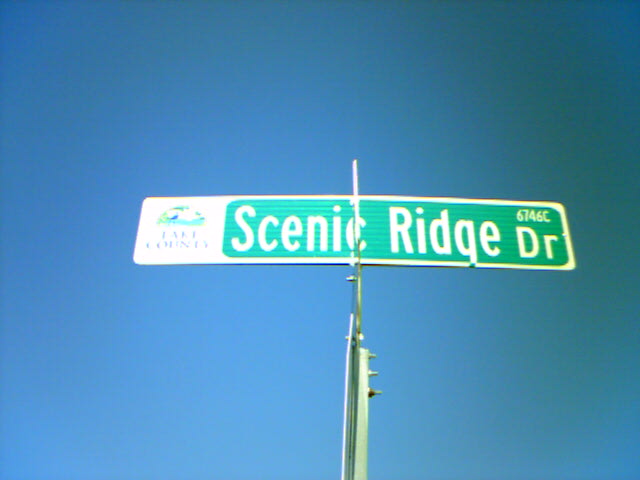 LAKE
COUNTY
Scenic Ridge Dr
6746C